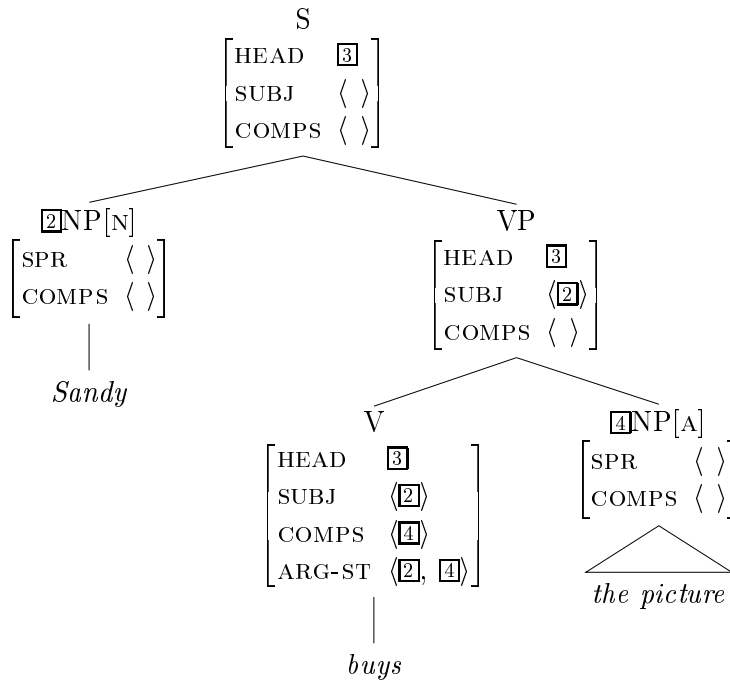 S
HEAD 3
SUBJ ⟨ ⟩
COMPS ⟨ ⟩
2NP[N]
SPR ⟨ ⟩
COMPS ⟨ ⟩
Sandy
VP
HEAD 3
SUBJ ⟨2⟩
COMPS ⟨ ⟩
V
HEAD 3
SUBJ ⟨2⟩
COMPS ⟨4⟩
ARG-ST ⟨2, 4⟩
buys
4NP[A]
SPR ⟨ ⟩
COMPS ⟨ ⟩
the picture